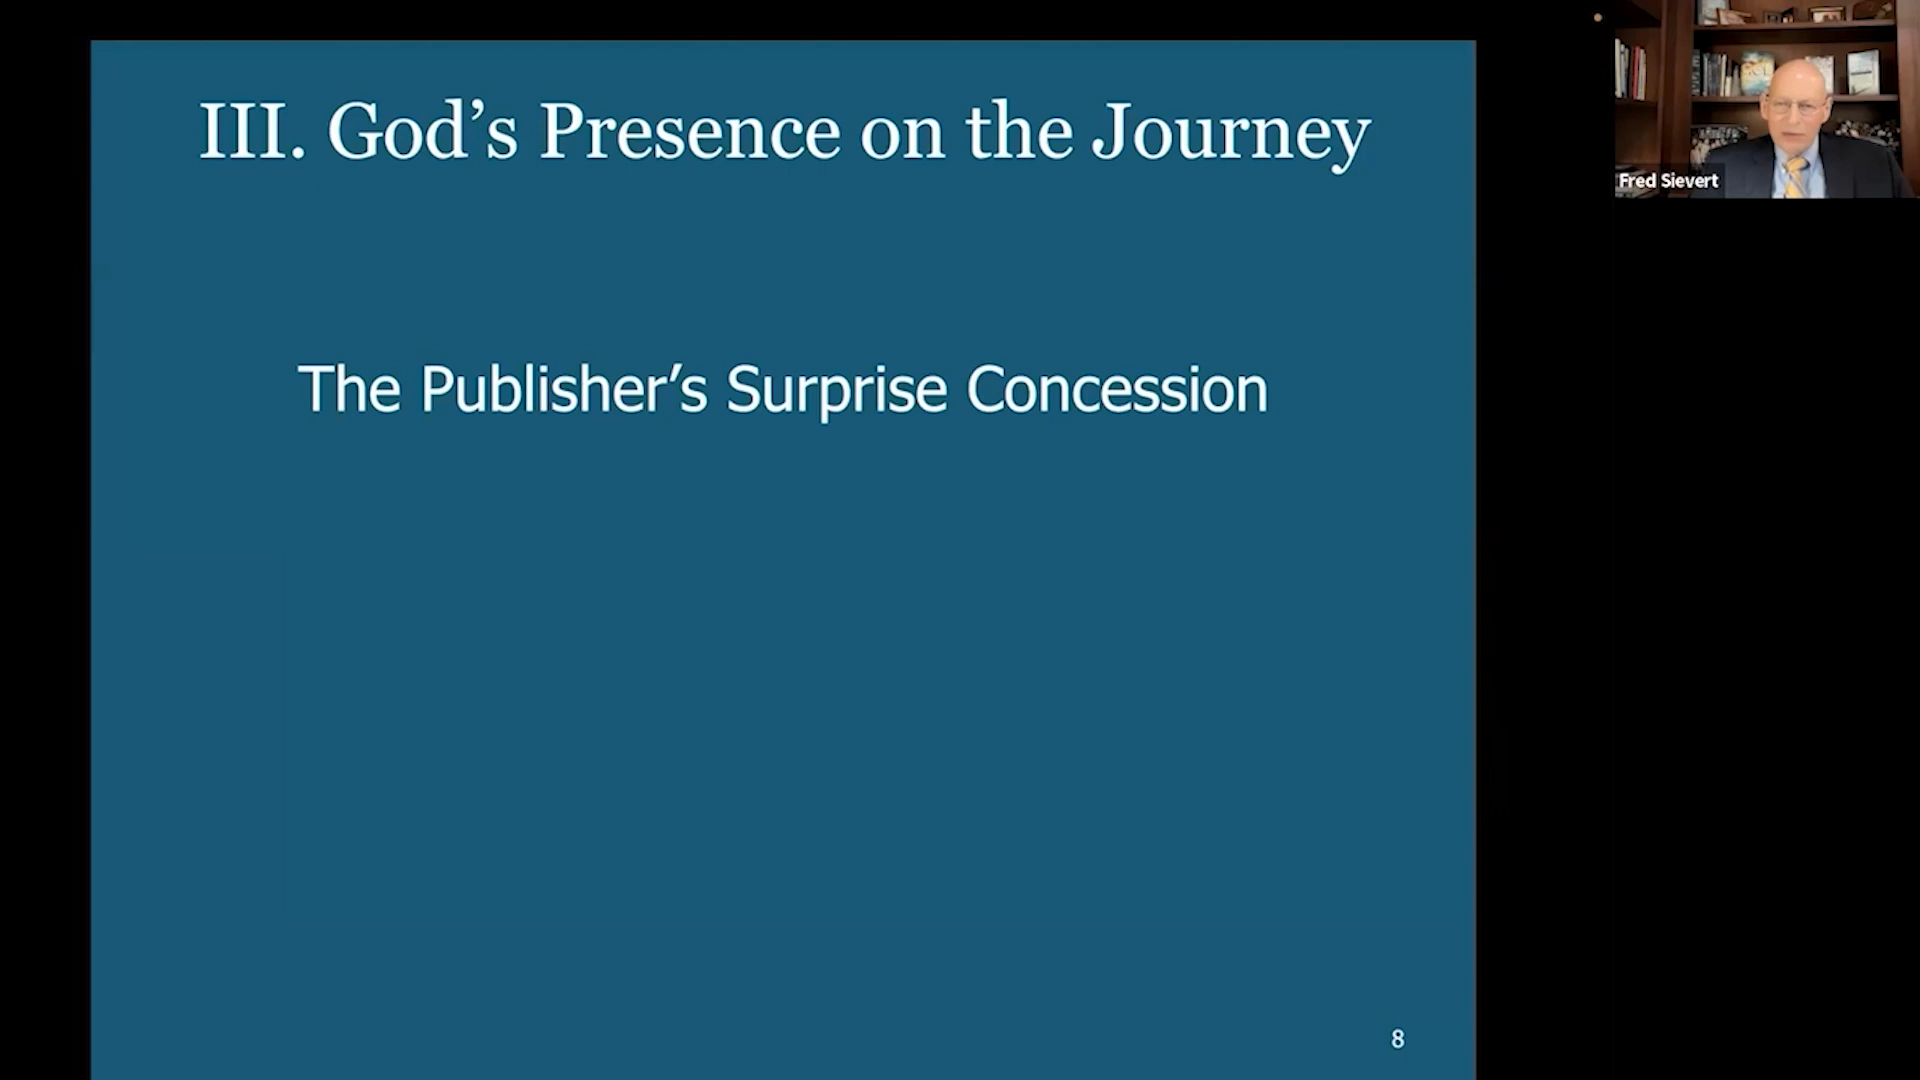 III. God’s Presence on the Journey
The Publisher’s Surprise Concession
8
Fred Sievert